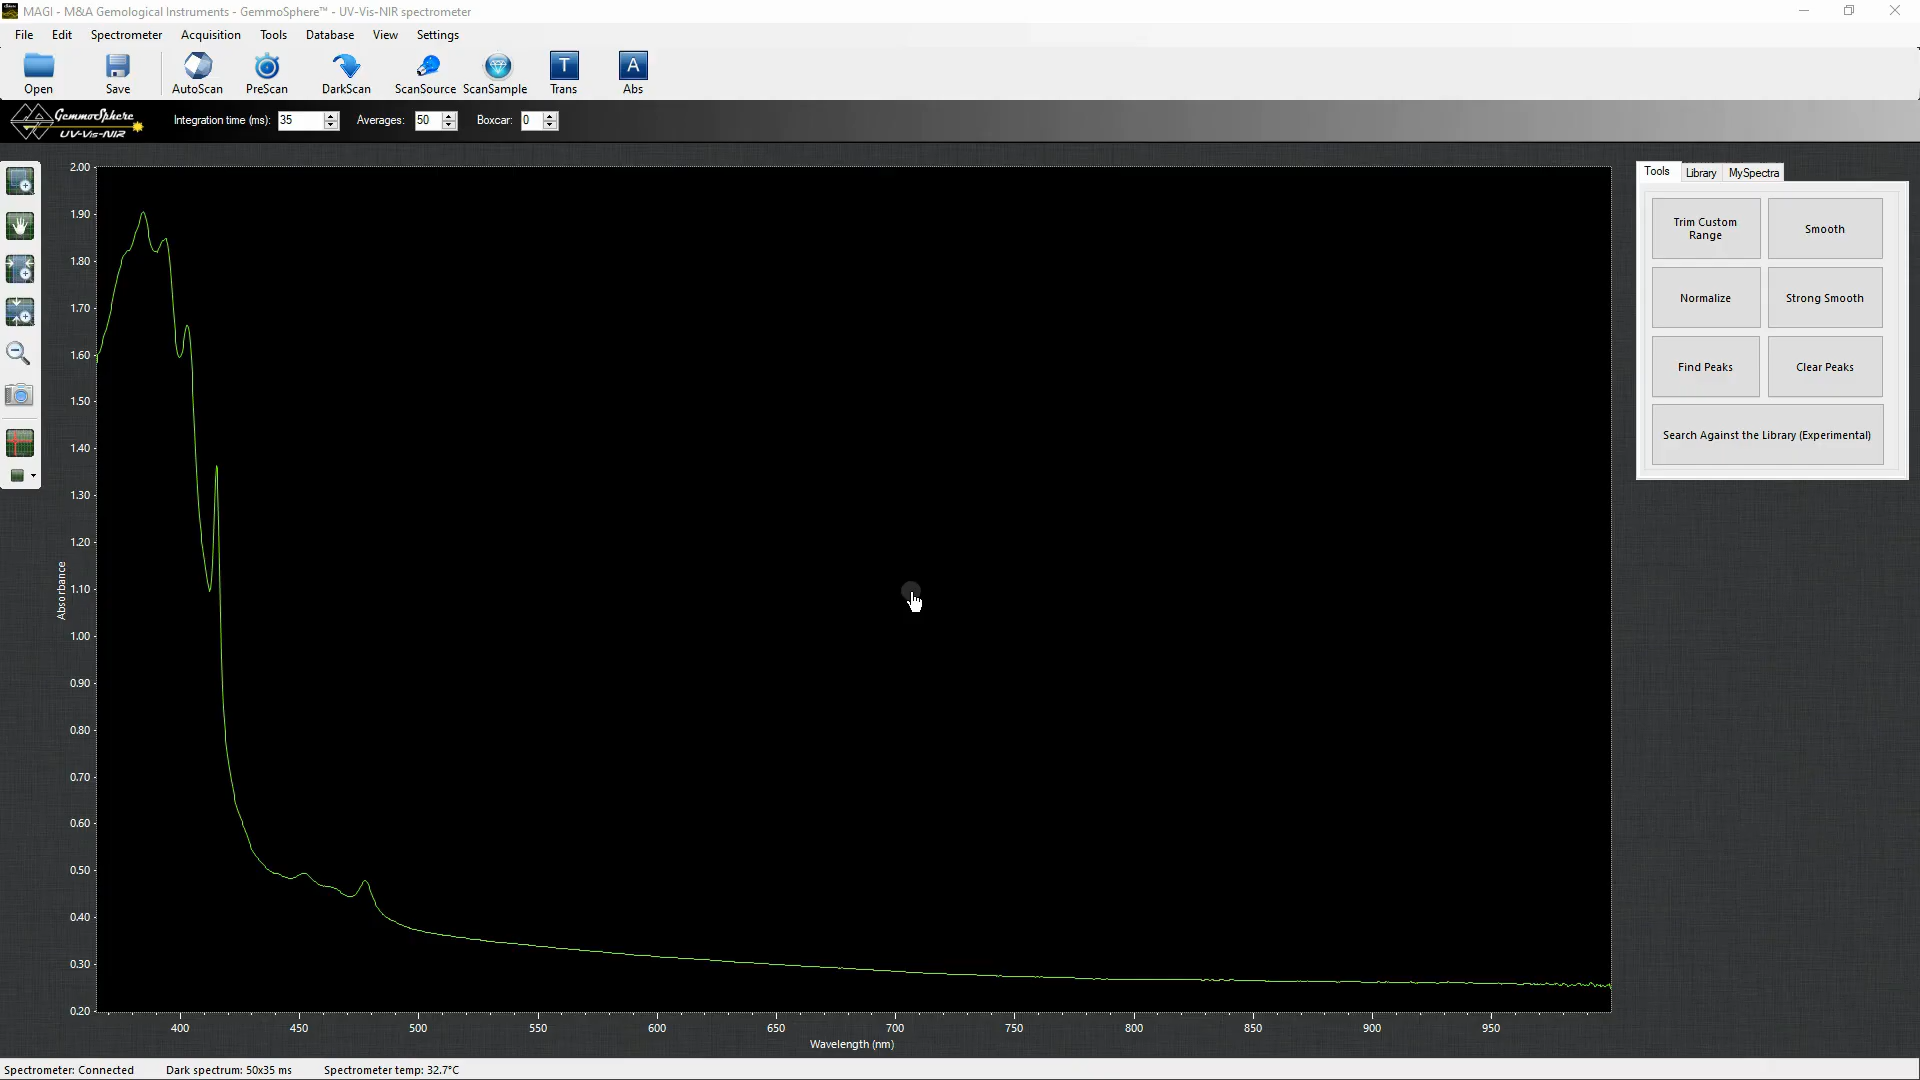 MAGI - M&A Gemological Instruments - GemmoSphere™ - UV-Vis-NIR spectrometer
File Edit Spectrometer Acquisition Tools Database View Settings
Open Save AutoScan PreScan DarkScan ScanSource ScanSample T Trans A Abs
GemmoSphere
UV-Vis-NIR
Integration time (ms): 35 Averages: 50 Boxcar: 0
Tools Library MySpectra
Trim Custom
Range
Smooth
Normalize
Strong Smooth
Find Peaks
Clear Peaks
Search Against the Library (Experimental)
2.00
1.90
1.80
1.70
1.60
1.50
1.40
1.30
1.20
1.10
1.00
0.90
0.80
0.70
0.60
0.50
0.40
0.30
0.20
Absorbance
400 450 500 550 600 650 700 750 800 850 900 950
Wavelength (nm)
Spectrometer: Connected Dark spectrum: 50x35 ms Spectrometer temp: 32.7°C